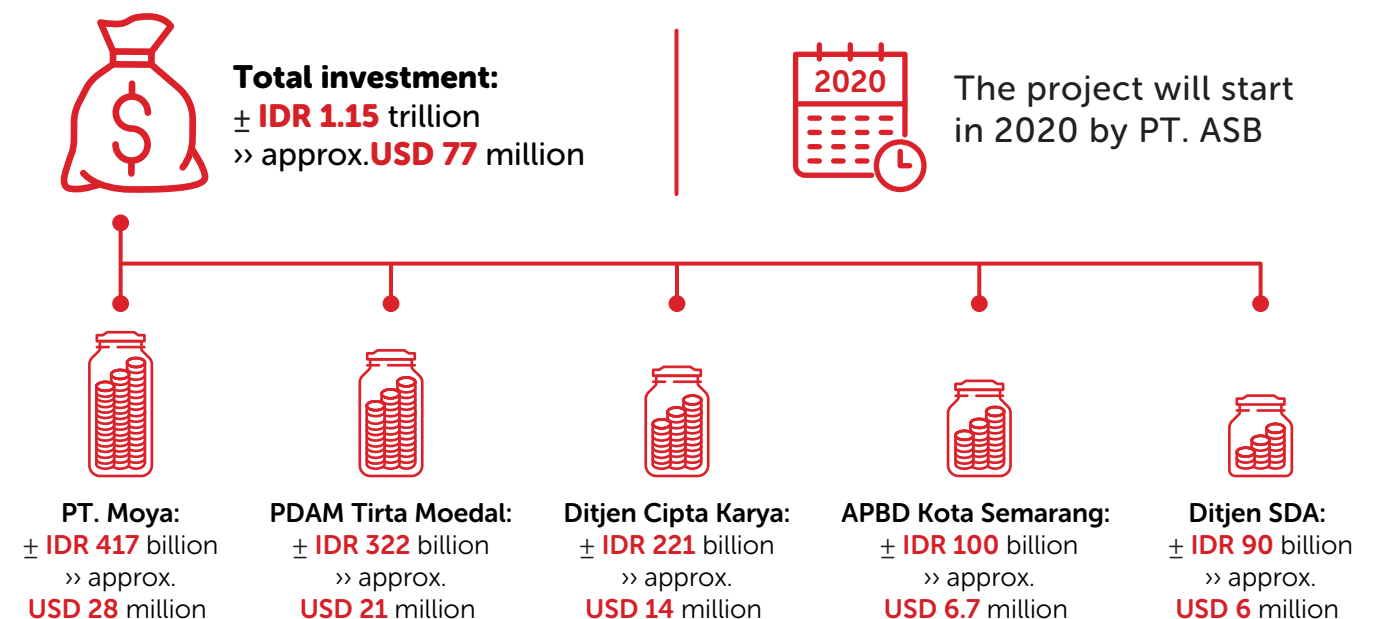 Total investment:
± IDR 1.15 trillion
›› approx.USD 77 million
$
2020
The project will start
in 2020 by PT. ASB
PT. Moya:
± IDR 417 billion
›› approx.
USD 28 million
PDAM Tirta Moedal:
± IDR 322 billion
›› approx.
USD 21 million
Ditjen Cipta Karya:
± IDR 221 billion
›› approx.
USD 14 million
APBD Kota Semarang:
± IDR 100 billion
›› approx.
USD 6.7 million
Ditjen SDA:
± IDR 90 billion
›› approx.
USD 6 million